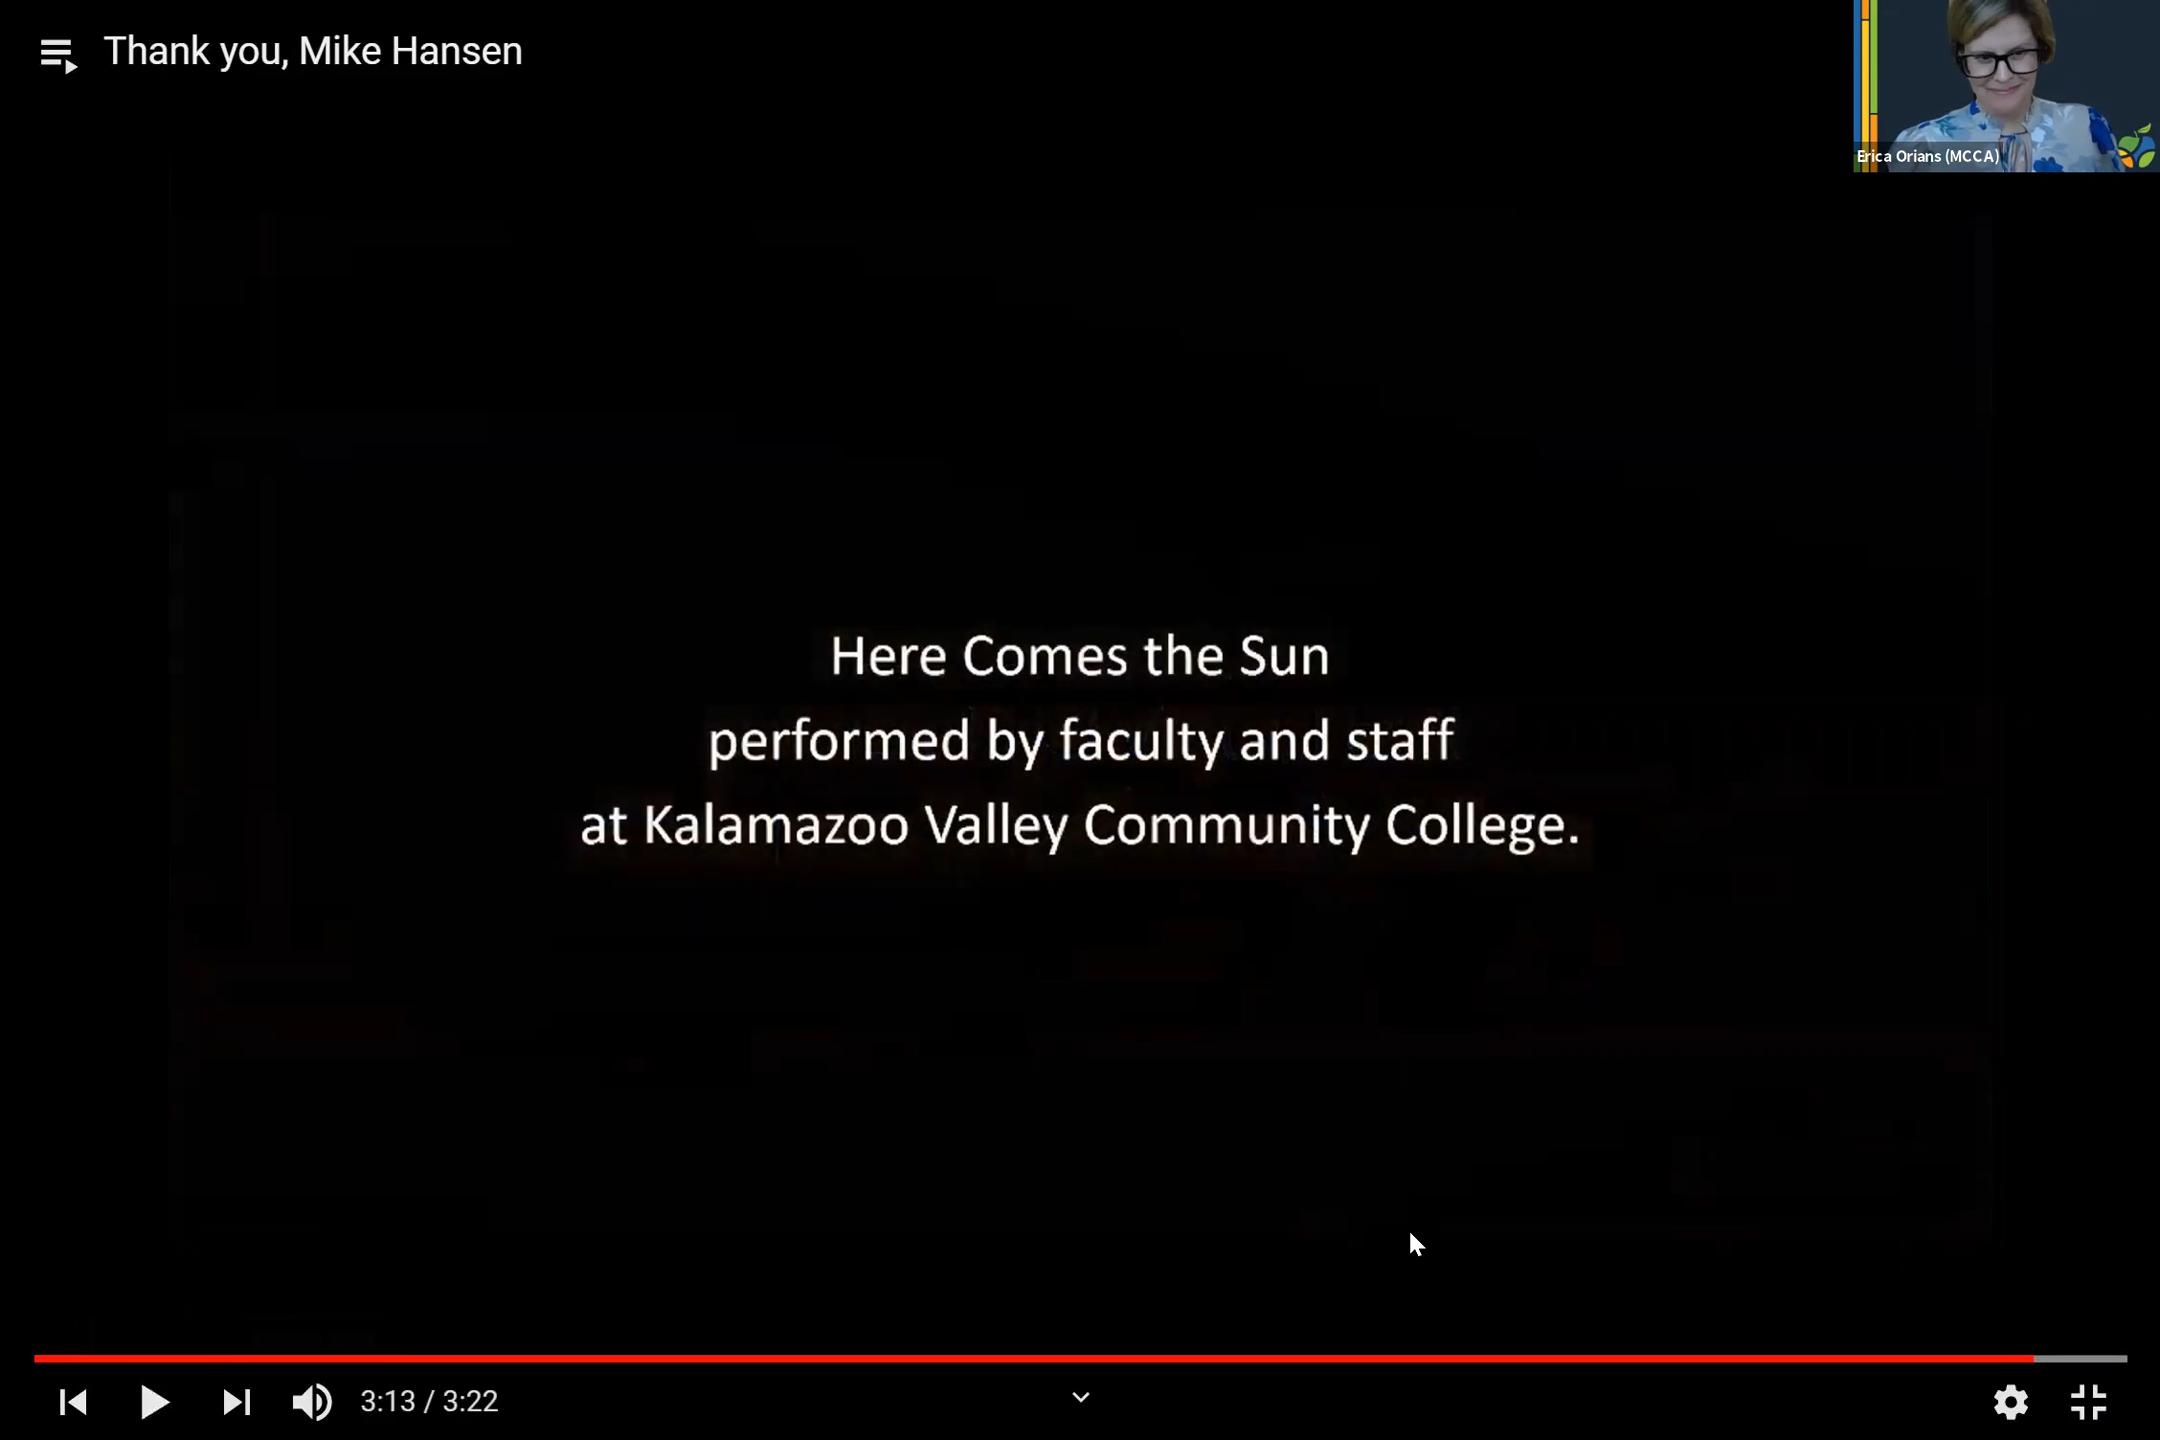 Thank you, Mike Hansen
Erica Orians (MCCA)
Here Comes the Sun
performed by faculty and staff
at Kalamazoo Valley Community College.
3:13 / 3:22